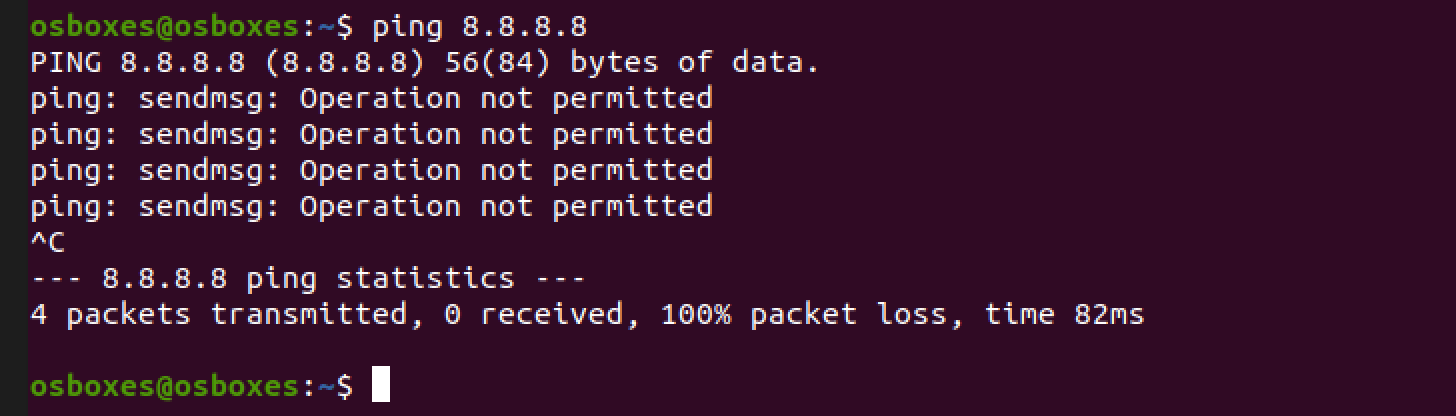 osboxes@osboxes:~$ ping 8.8.8.8
PING 8.8.8.8 (8.8.8.8) 56(84) bytes of data.
ping: sendmsg: Operation not permitted
ping: sendmsg: Operation not permitted
ping: sendmsg: Operation not permitted
ping: sendmsg: Operation not permitted
^C
--- 8.8.8.8 ping statistics ---
4 packets transmitted, 0 received, 100% packet loss, time 82ms
osboxes@osboxes:~$